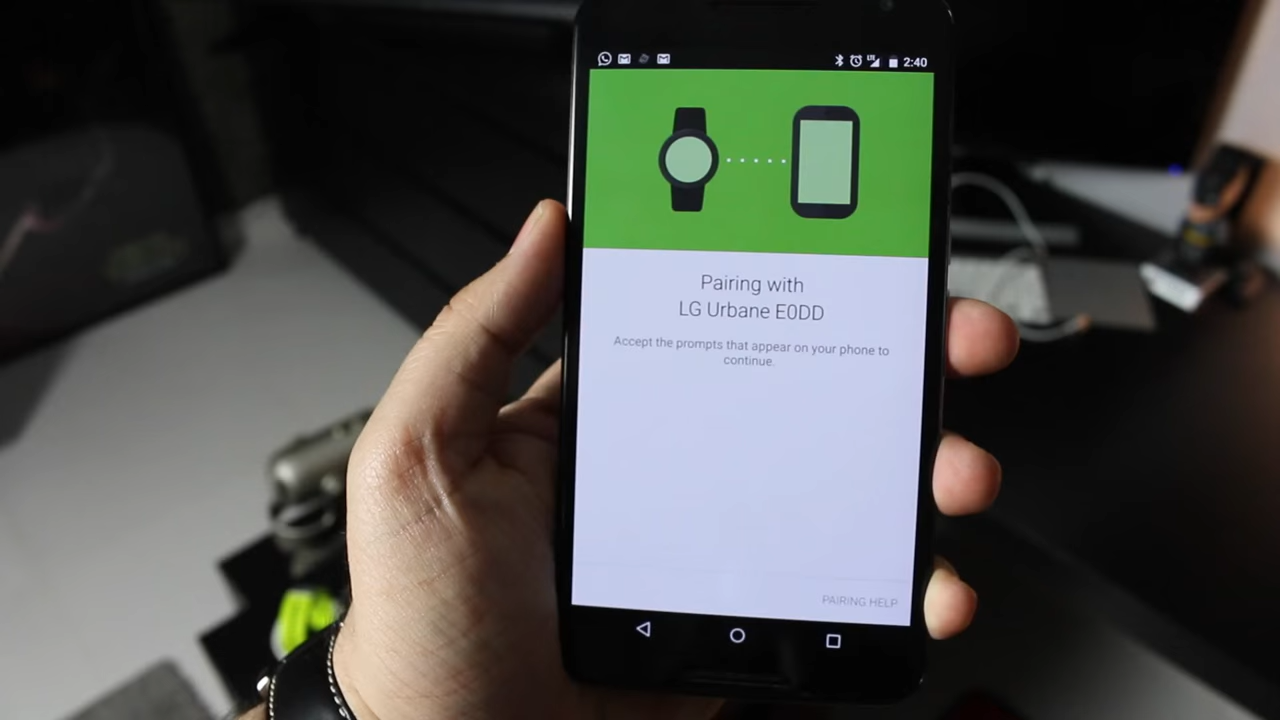 LTE 2:40
Pairing with
LG Urbane E0DD
Accept the prompts that appear on your phone to
continue.
PAIRING HELP